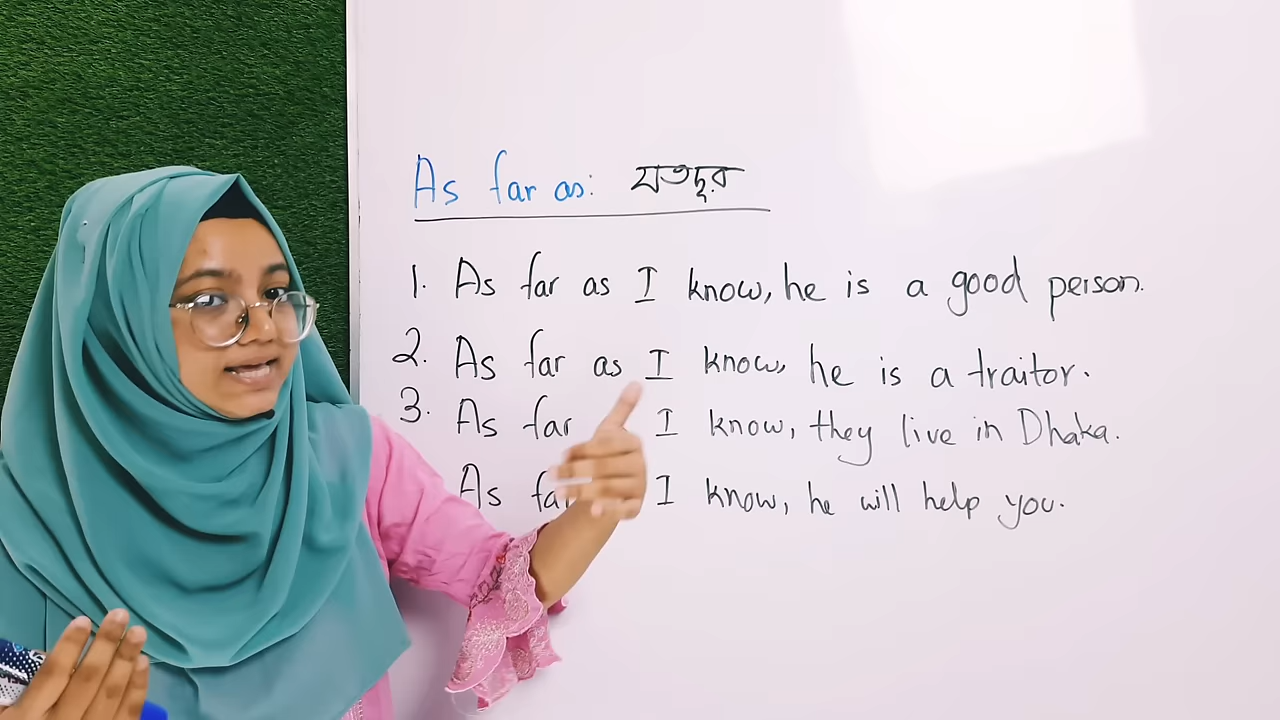 As far as: যতদূর
1. As far as I know, he is a good person.
2. As far as I know, he is a traitor.
3. As far I know, they live in Dhaka.
As far I know, he will help you.